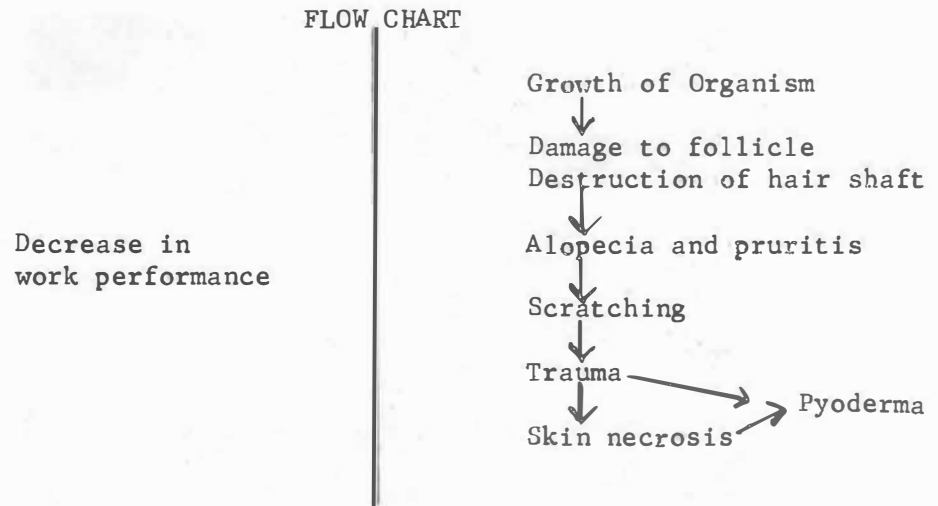 FLOW CHART
Growth of Organism
Damage to follicle
Destruction of hair shaft
Decrease in
work performance
Alopecia and pruritis
Scratching
Trauma
Pyoderma
Skin necrosis